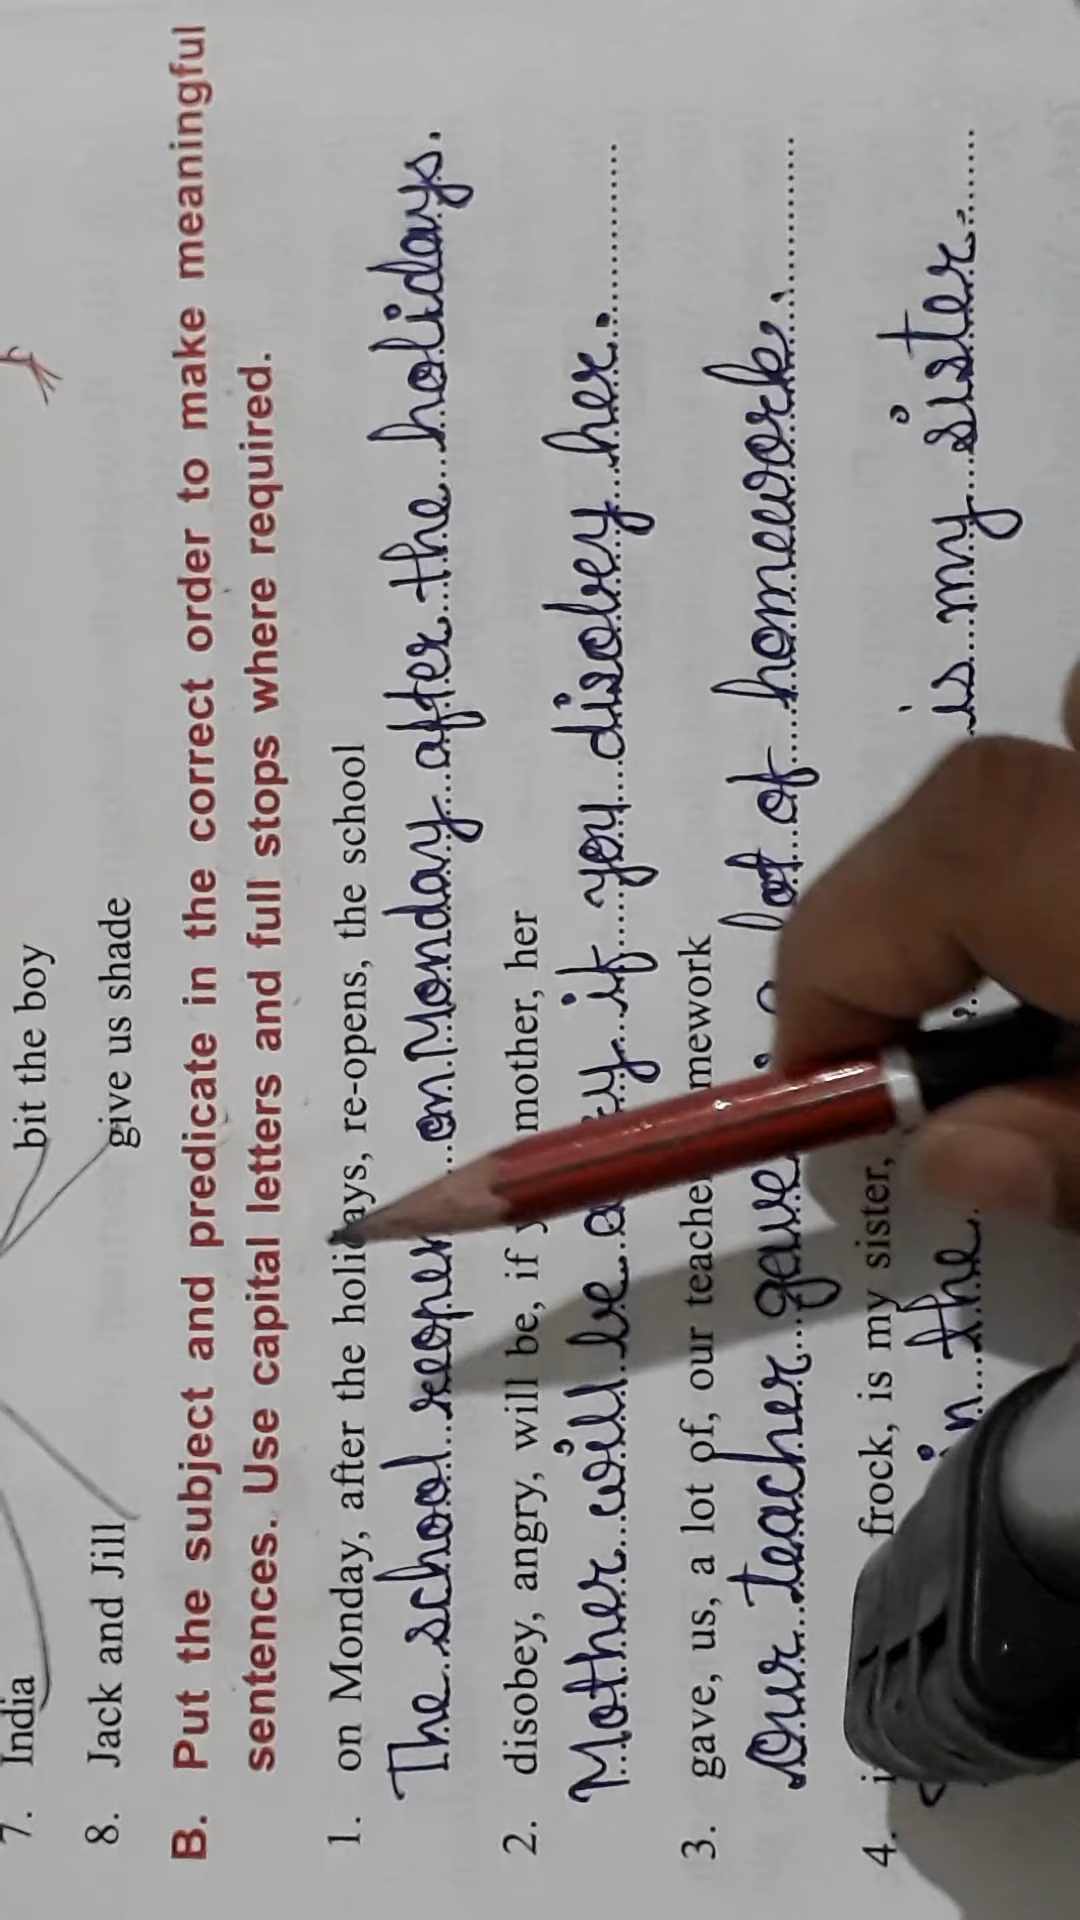 7. India
bit the boy
8. Jack and Jill
give us shade
B. Put the subject and predicate in the correct order to make meaningful
sentences. Use capital letters and full stops where required.
1. on Monday, after the holidays, re-opens, the school
The school on Monday after the holidays.
2. disobey, angry, will be, if mother, her
Mother will be if you disobey her.
3. gave, us, a lot of, our teacher
Our teacher gave lot of homework.
4. frock, is my sister,
in the is my sister.